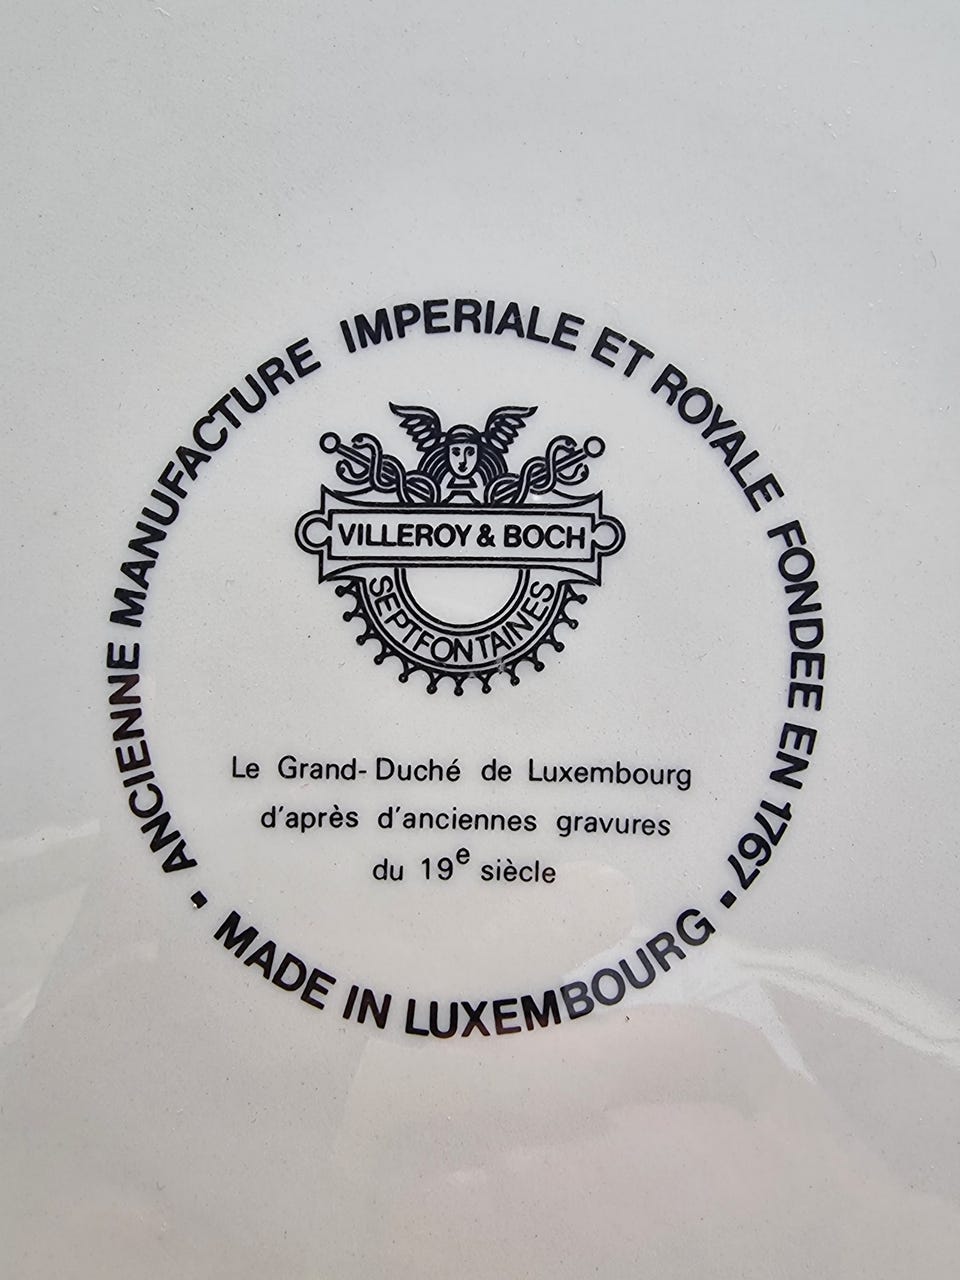 ANCIENNE MANUFACTURE IMPERIALE ET ROYALE FONDEE EN 1767 ·
VILLEROY & BOCH
SEPTFONTAINES
Le Grand-Duché de Luxembourg
d'après d'anciennes gravures
du 19e siècle
· MADE IN LUXEMBOURG